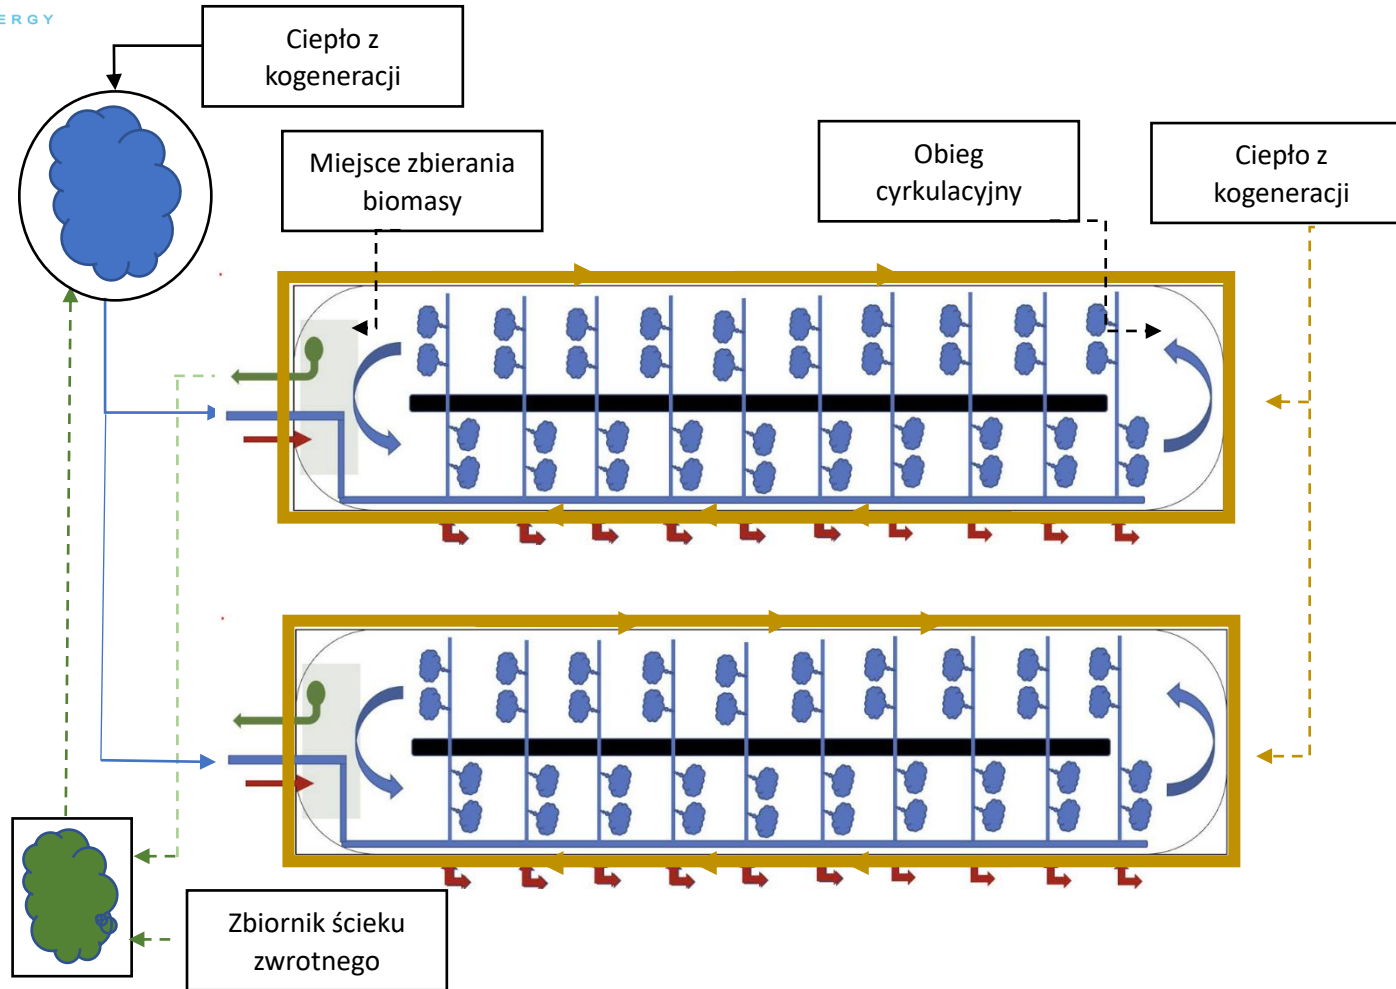 ERGY
Ciepło z
kogeneracji
Miejsce zbierania
biomasy
Obieg
cyrkulacyjny
Ciepło z
kogeneracji
Zbiornik ścieku
zwrotnego